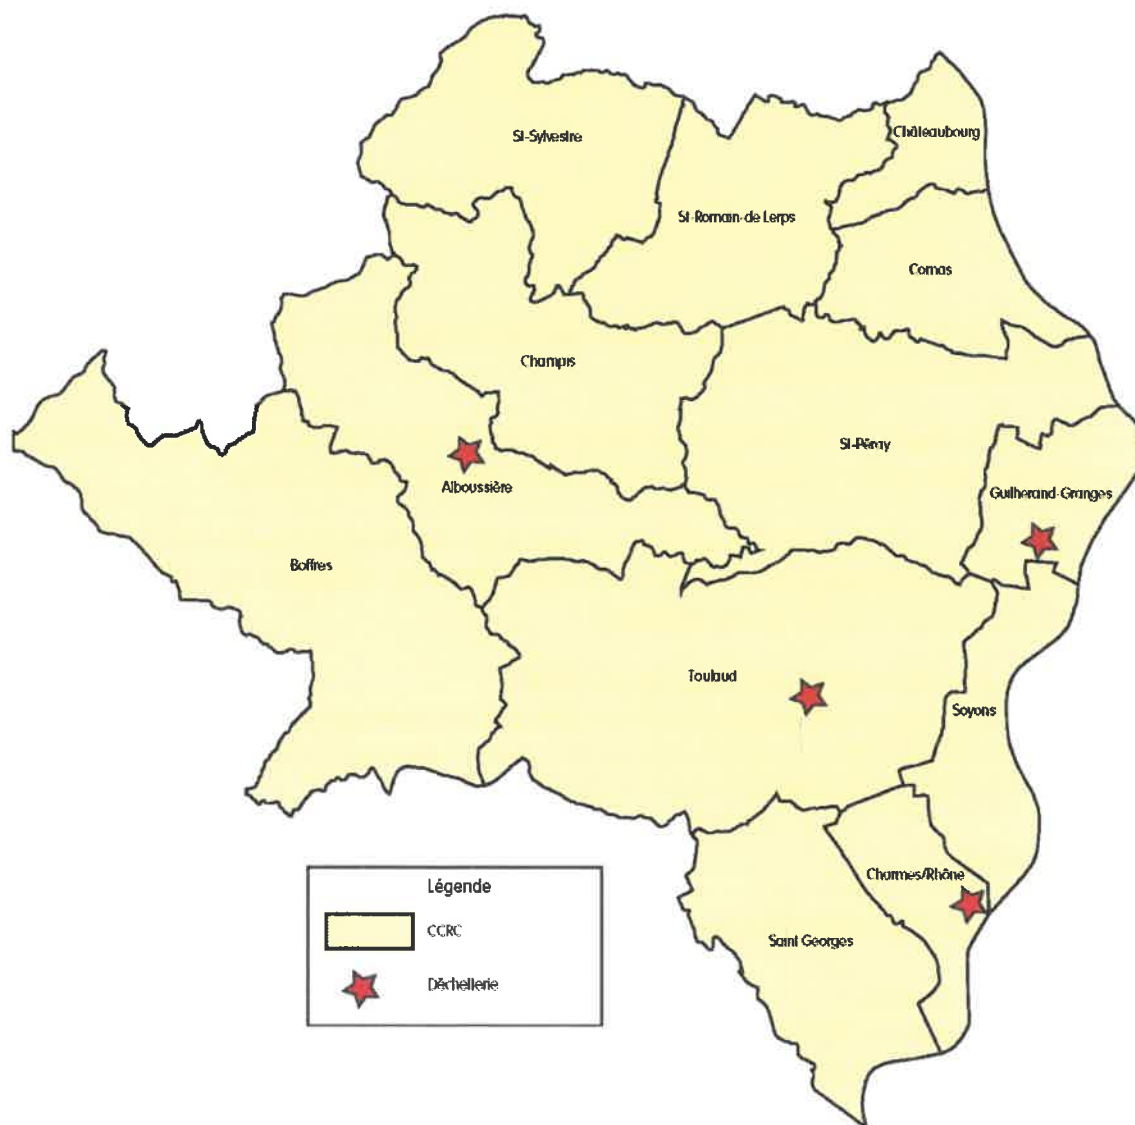 St-Sylvestre
Châteaubourg
St-Romain-de Lerps
Cornas
Champis
St-Péray
Alboussière
Guilherand-Granges
Boffres
Toulaud
Soyons
Charmes/Rhône
Saint Georges
Légende
CCRC
Déchellerie